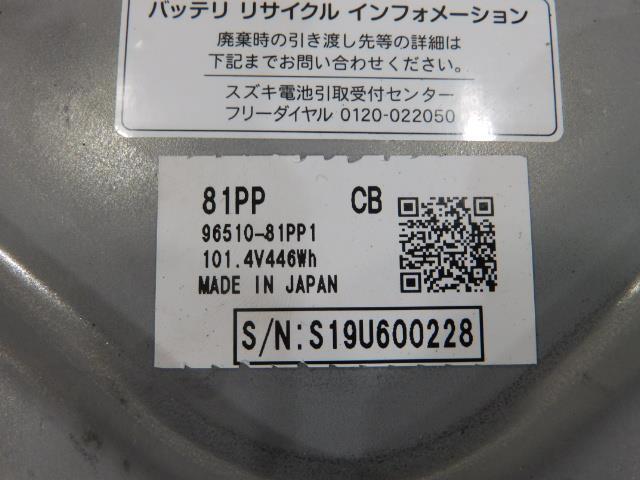 バッテリ リサイクル インフォメーション
廃棄時の引き渡し先等の詳細は
下記までお問い合わせください。
スズキ電池引取受付センター
フリーダイヤル 0120-022050
81PP CB
96510-81PP1
101.4V446Wh
MADE IN JAPAN
S/N:S19U600228